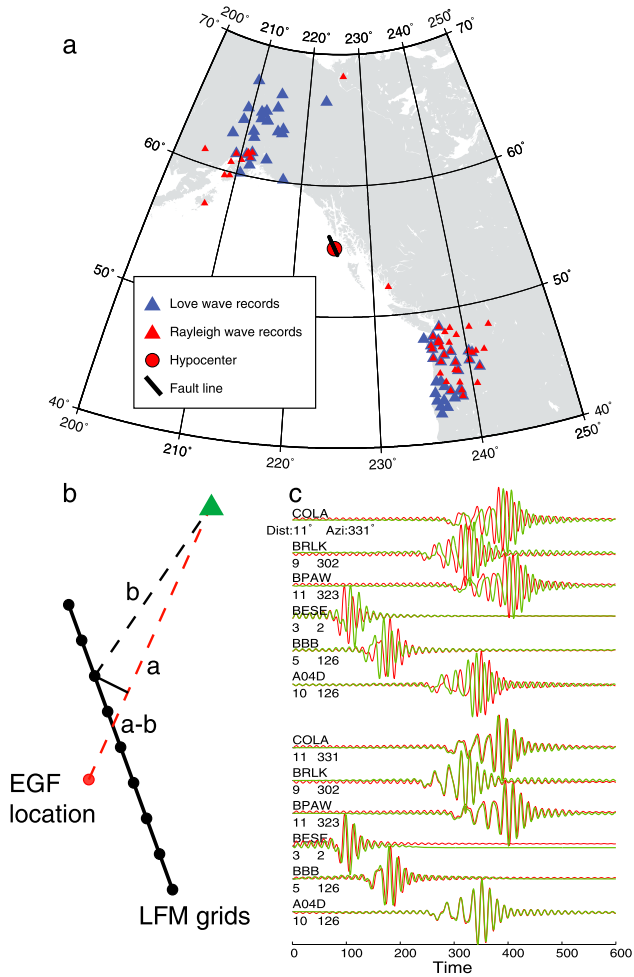 a
200˚ 210˚ 220˚ 230˚ 240˚ 250˚
70˚ 70˚
60˚ 60˚
50˚ 50˚
Love wave records
Rayleigh wave records
Hypocenter
Fault line
40˚ 40˚
200˚ 210˚ 220˚ 230˚ 240˚ 250˚
b
b
a
a-b
EGF
location
LFM grids
c
COLA
Dist:11˚ Azi:331˚
BRLK
9 302
BPAW
11 323
BESE
3 2
BBB
5 126
A04D
10 126
COLA
11 331
BRLK
9 302
BPAW
11 323
BESE
3 2
BBB
5 126
A04D
10 126
0 100 200 300 400 500 600
Time